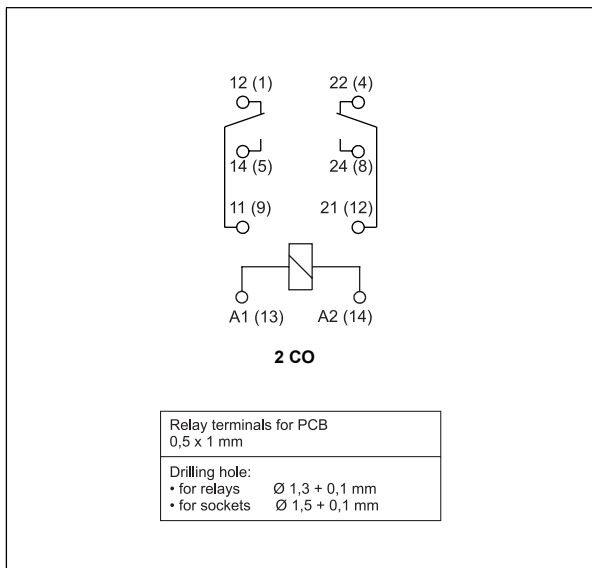 12 (1) 22 (4)
14 (5) 24 (8)
11 (9) 21 (12)
A1 (13) A2 (14)
2 CO
Relay terminals for PCB
0,5 x 1 mm
Drilling hole:
• for relays Ø 1,3 + 0,1 mm
• for sockets Ø 1,5 + 0,1 mm